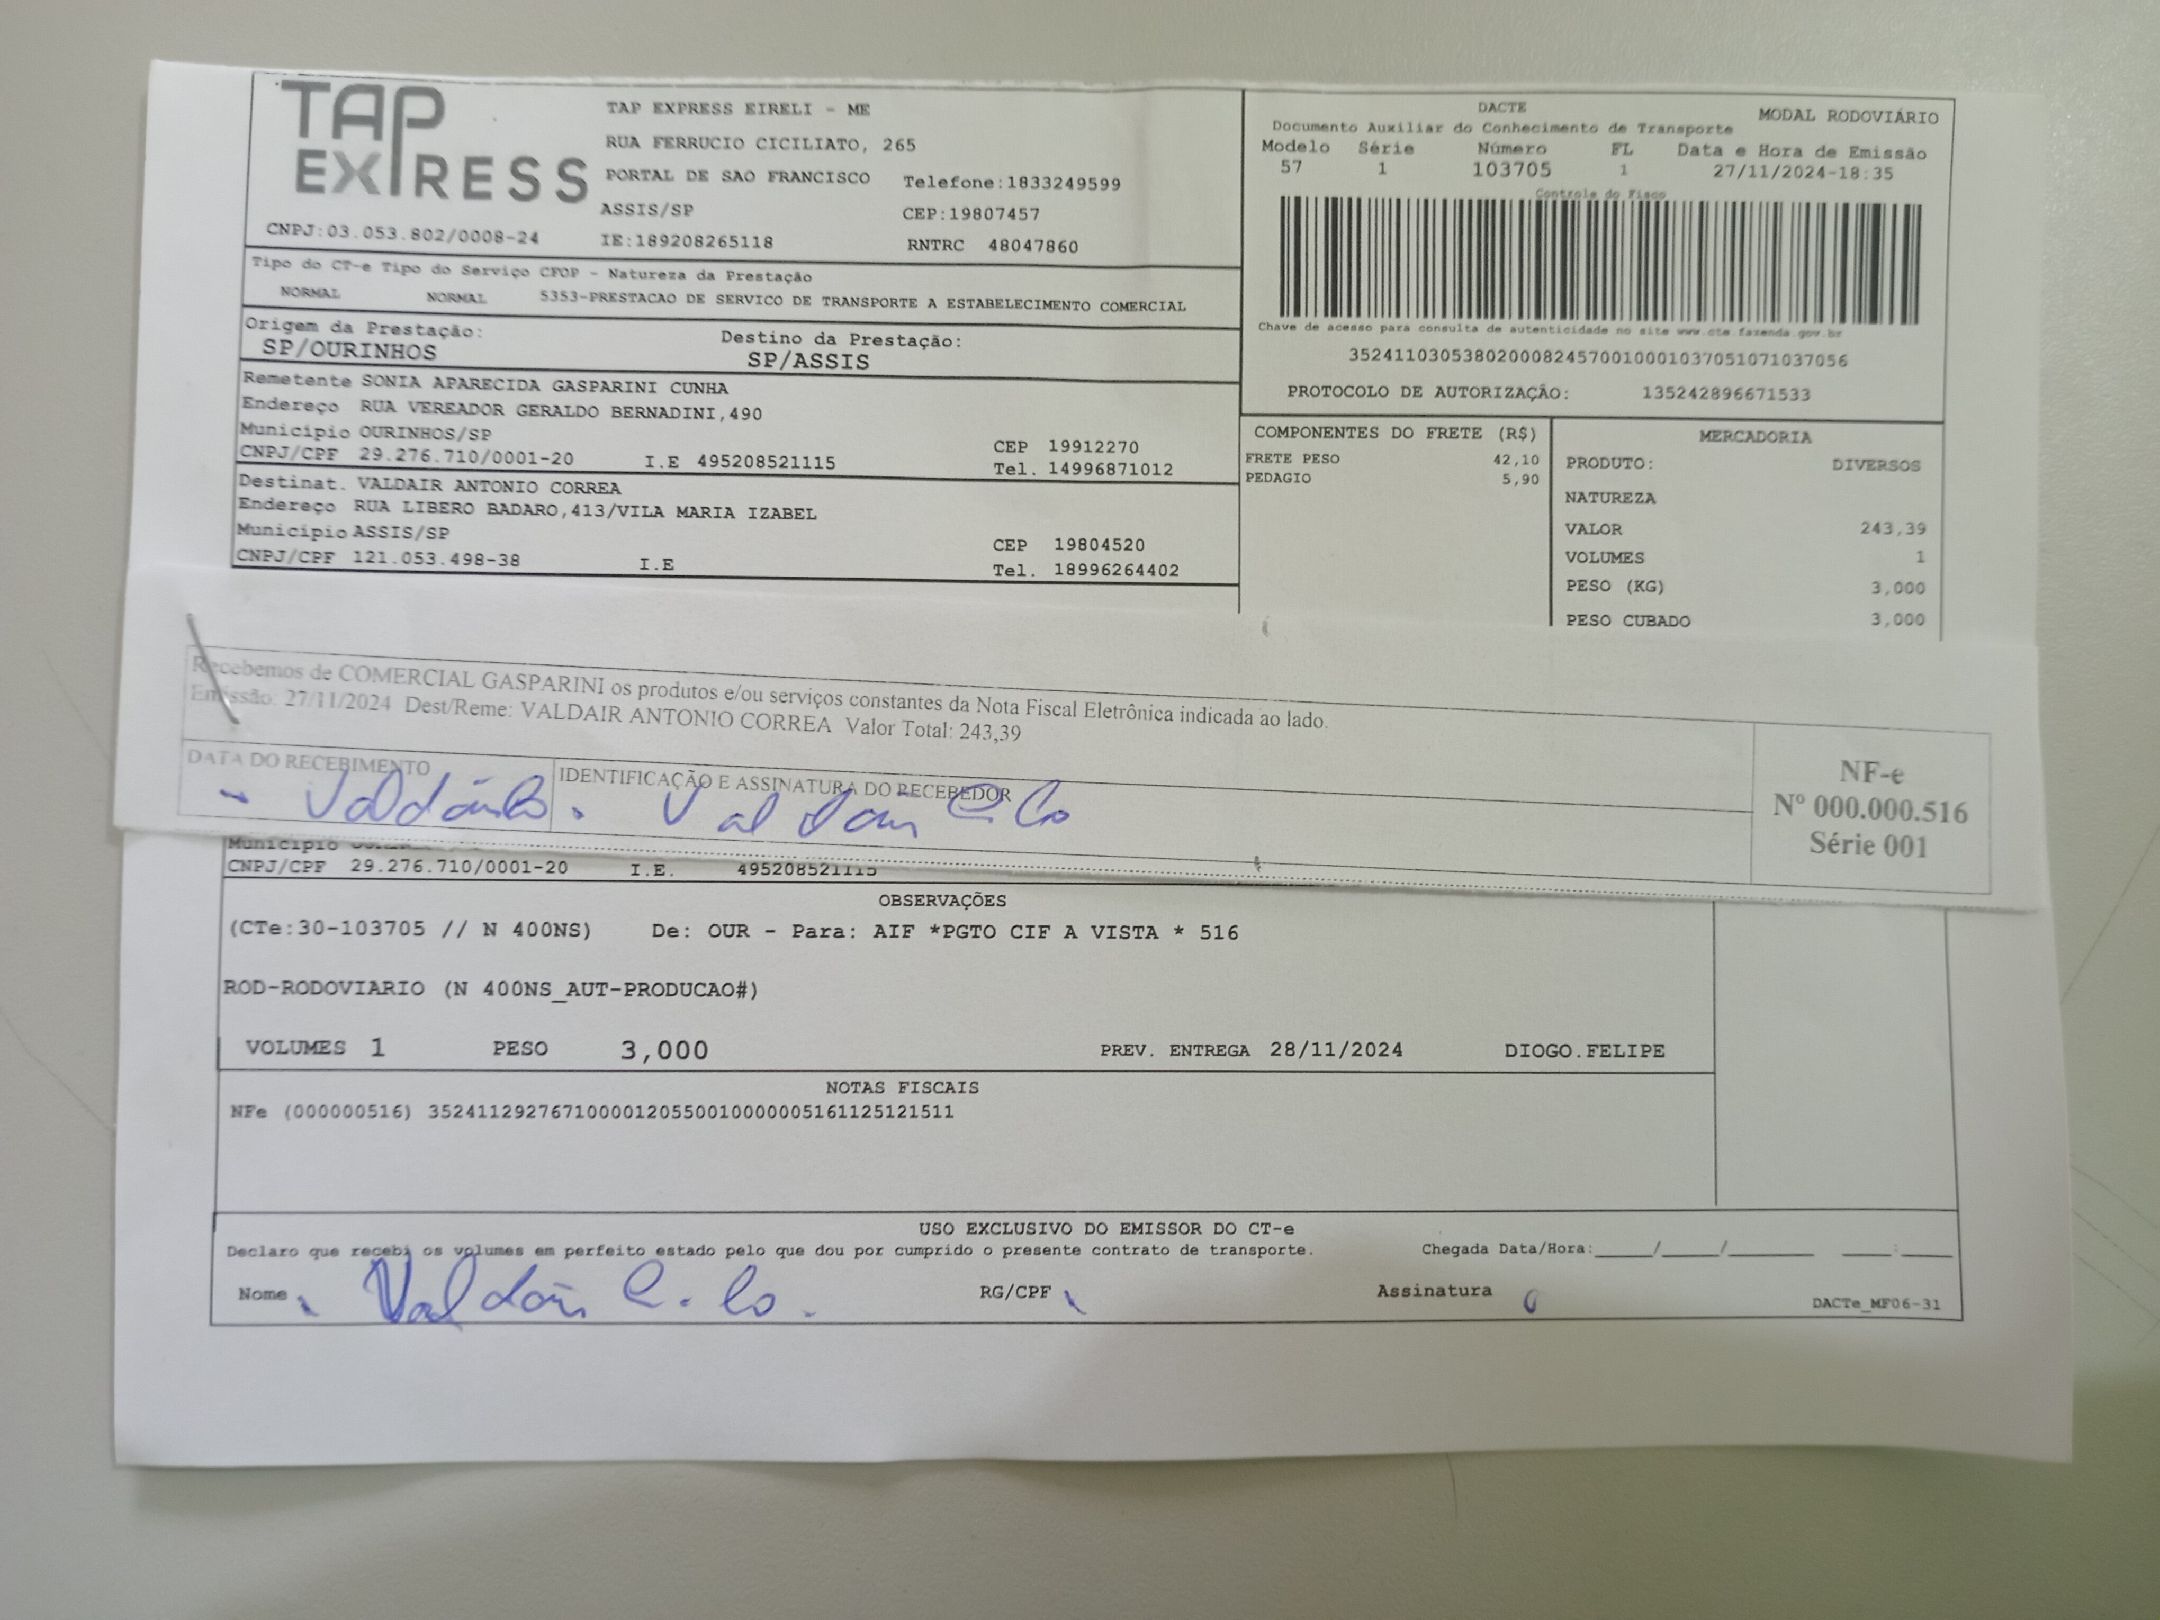 TAP EXPRESS
TAP EXPRESS EIRELI - ME
RUA FERRUCIO CICILIATO, 265
PORTAL DE SAO FRANCISCO Telefone:1833249599
ASSIS/SP CEP:19807457
CNPJ:03.053.802/0008-24 IE:189208265118 RNTRC 48047860
DACTE MODAL RODOVIÁRIO
Documento Auxiliar do Conhecimento de Transporte
Modelo Série Número FL Data e Hora de Emissão
57 1 103705 1 27/11/2024-18:35
Controle do Fisco
Chave de acesso para consulta de autenticidade no site www.cte.fazenda.gov.br
35241103053802000824570010001037051071037056
PROTOCOLO DE AUTORIZAÇÃO: 135242896671533
Tipo do CT-e Tipo do Serviço CFOP - Natureza da Prestação
NORMAL NORMAL 5353-PRESTACAO DE SERVICO DE TRANSPORTE A ESTABELECIMENTO COMERCIAL
Origem da Prestação: Destino da Prestação:
SP/OURINHOS SP/ASSIS
Remetente SONIA APARECIDA GASPARINI CUNHA
Endereço RUA VEREADOR GERALDO BERNADINI,490
Município OURINHOS/SP CEP 19912270
CNPJ/CPF 29.276.710/0001-20 I.E 495208521115 Tel. 14996871012
Destinat. VALDAIR ANTONIO CORREA
Endereço RUA LIBERO BADARO,413/VILA MARIA IZABEL
Município ASSIS/SP CEP 19804520
CNPJ/CPF 121.053.498-38 I.E Tel. 18996264402
COMPONENTES DO FRETE (R$)
FRETE PESO 42,10
PEDAGIO 5,90
MERCADORIA
PRODUTO: DIVERSOS
NATUREZA
VALOR 243,39
VOLUMES 1
PESO (KG) 3,000
PESO CUBADO 3,000
Recebemos de COMERCIAL GASPARINI os produtos e/ou serviços constantes da Nota Fiscal Eletrônica indicada ao lado.
Emissão: 27/11/2024 Dest/Reme: VALDAIR ANTONIO CORREA Valor Total: 243,39
DATA DO RECEBIMENTO IDENTIFICAÇÃO E ASSINATURA DO RECEBEDOR
NF-e
Nº 000.000.516
Série 001
Município
CNPJ/CPF 29.276.710/0001-20 I.E. 495208521115
OBSERVAÇÕES
(CTe:30-103705 // N 400NS) De: OUR - Para: AIF *PGTO CIF A VISTA * 516
ROD-RODOVIARIO (N 400NS_AUT-PRODUCAO#)
VOLUMES 1 PESO 3,000 PREV. ENTREGA 28/11/2024 DIOGO.FELIPE
NOTAS FISCAIS
NFe (000000516) 35241129276710000120550010000005161125121511
USO EXCLUSIVO DO EMISSOR DO CT-e
Declaro que recebi os volumes em perfeito estado pelo que dou por cumprido o presente contrato de transporte. Chegada Data/Hora:____/____/______ ___:____
Nome RG/CPF Assinatura
DACTe_MF06-31